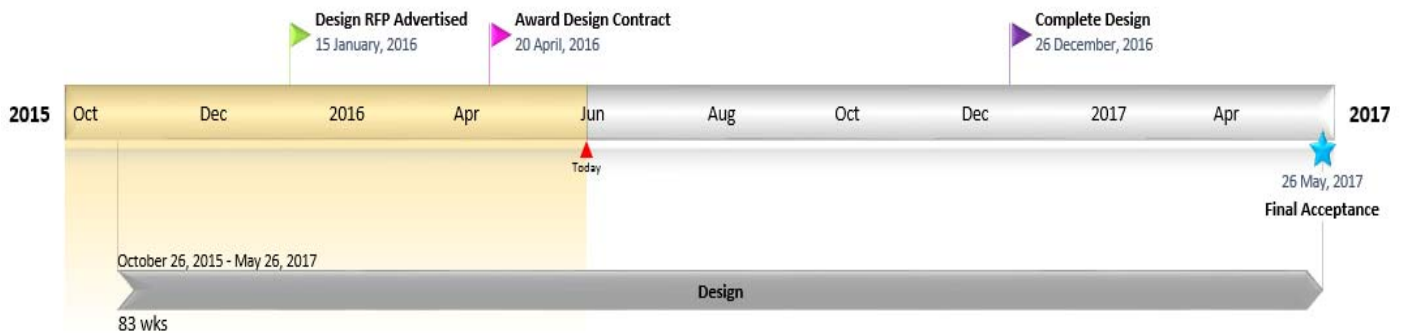 Design RFP Advertised
15 January, 2016
Award Design Contract
20 April, 2016
Complete Design
26 December, 2016
2015 Oct Dec 2016 Apr Jun Aug Oct Dec 2017 Apr 2017
Today
26 May, 2017
Final Acceptance
October 26, 2015 - May 26, 2017
Design
83 wks